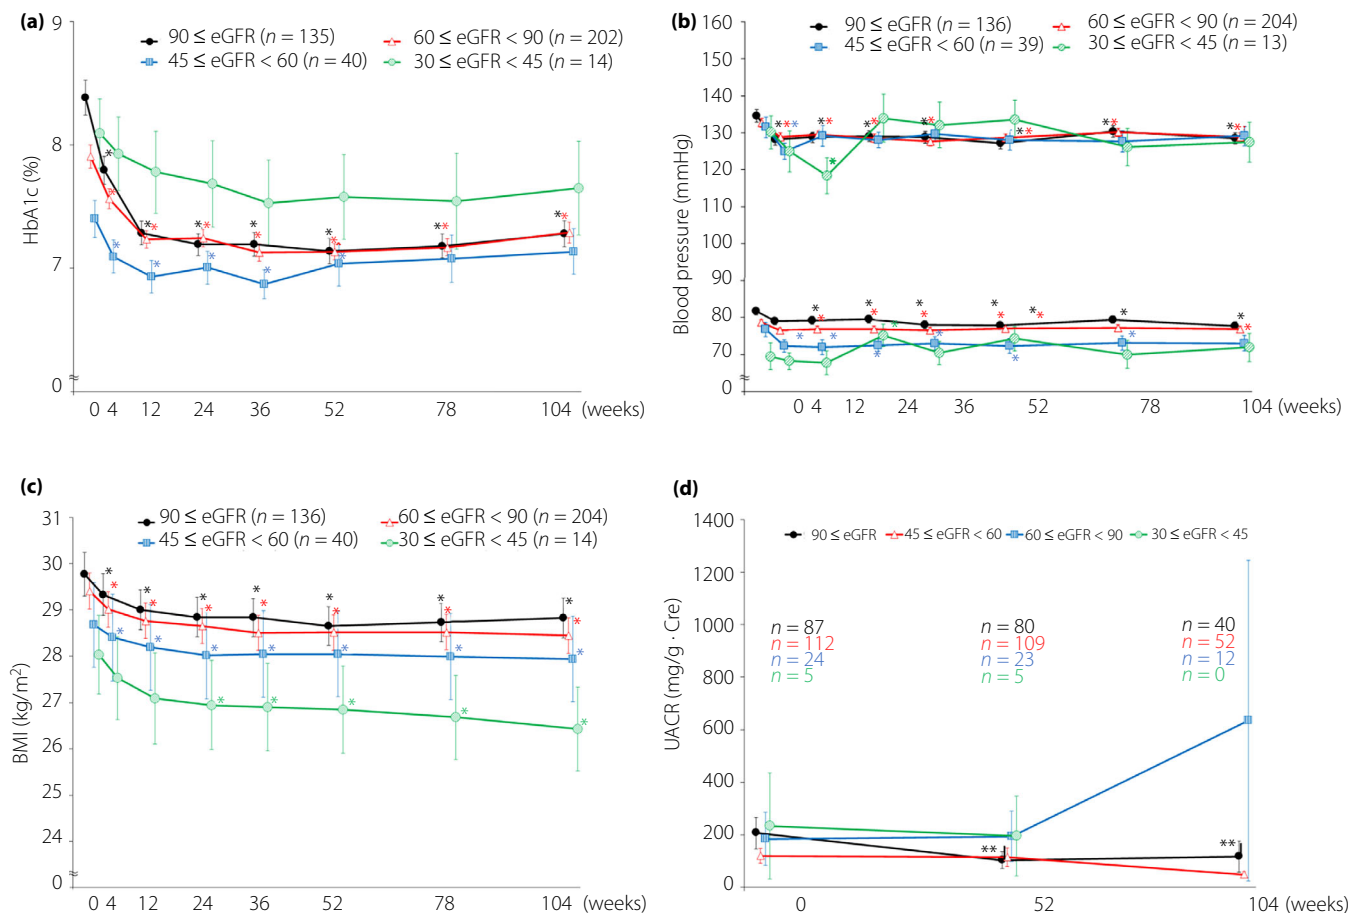 (a)
9
8
7
0
HbA1c (%)
90 ≤ eGFR (n = 135)
60 ≤ eGFR < 90 (n = 202)
45 ≤ eGFR < 60 (n = 40)
30 ≤ eGFR < 45 (n = 14)
0 4 12 24 36 52 78 104 (weeks)
(b)
160
150
140
130
120
110
100
90
80
70
0
Blood pressure (mmHg)
90 ≤ eGFR (n = 136)
60 ≤ eGFR < 90 (n = 204)
45 ≤ eGFR < 60 (n = 39)
30 ≤ eGFR < 45 (n = 13)
0 4 12 24 36 52 78 104 (weeks)
(c)
31
30
29
28
27
26
25
24
0
BMI (kg/m²)
90 ≤ eGFR (n = 136)
60 ≤ eGFR < 90 (n = 204)
45 ≤ eGFR < 60 (n = 40)
30 ≤ eGFR < 45 (n = 14)
0 4 12 24 36 52 78 104 (weeks)
(d)
1400
1200
1000
800
600
400
200
0
UACR (mg/g · Cre)
90 ≤ eGFR 45 ≤ eGFR < 60 60 ≤ eGFR < 90 30 ≤ eGFR < 45
n = 87
n = 112
n = 24
n = 5
n = 80
n = 109
n = 23
n = 5
n = 40
n = 52
n = 12
n = 0
**
**
0 52 104 (weeks)